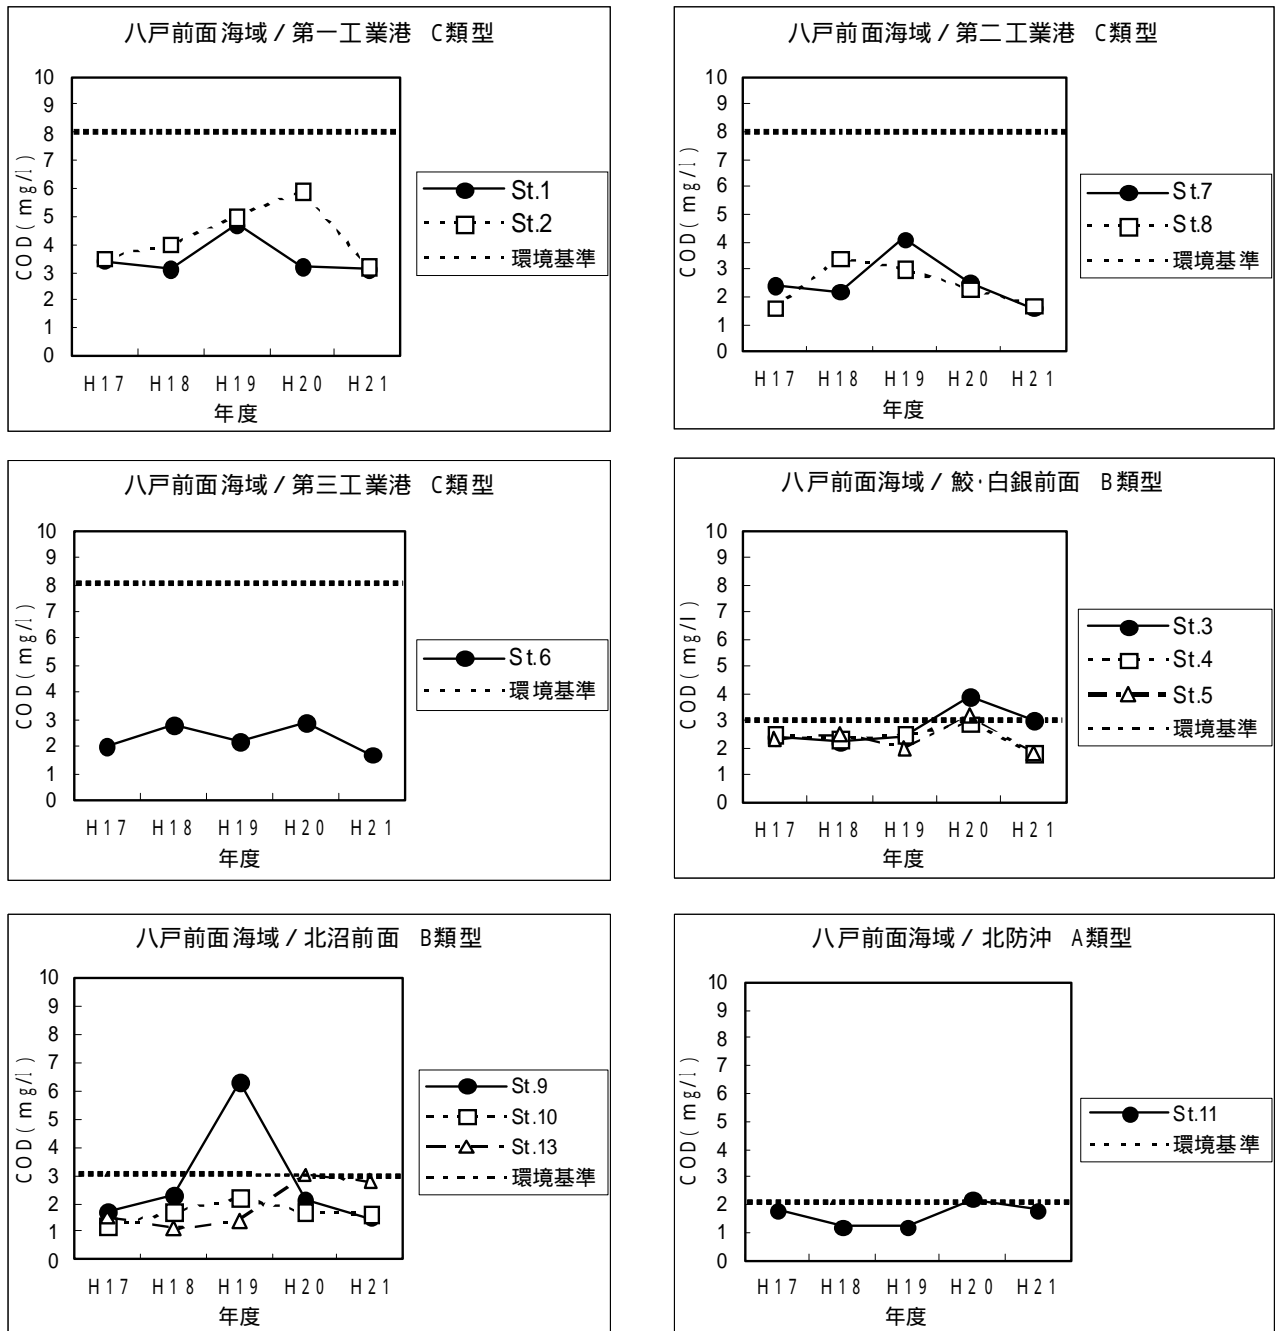 八戸前面海域/第一工業港 C類型
10
9
8
7
6
5
4
3
2
1
0
COD(mg/l)
H17 H18 H19 H20 H21
年度
St.1
St.2
環境基準
八戸前面海域/第二工業港 C類型
10
9
8
7
6
5
4
3
2
1
0
COD(mg/l)
H17 H18 H19 H20 H21
年度
St.7
St.8
環境基準
八戸前面海域/第三工業港 C類型
10
9
8
7
6
5
4
3
2
1
0
COD(mg/l)
H17 H18 H19 H20 H21
年度
St.6
環境基準
八戸前面海域/鮫・白銀前面 B類型
10
9
8
7
6
5
4
3
2
1
0
COD(mg/l)
H17 H18 H19 H20 H21
年度
St.3
St.4
St.5
環境基準
八戸前面海域/北沼前面 B類型
10
9
8
7
6
5
4
3
2
1
0
COD(mg/l)
H17 H18 H19 H20 H21
年度
St.9
St.10
St.13
環境基準
八戸前面海域/北防沖 A類型
10
9
8
7
6
5
4
3
2
1
0
COD(mg/l)
H17 H18 H19 H20 H21
年度
St.11
環境基準